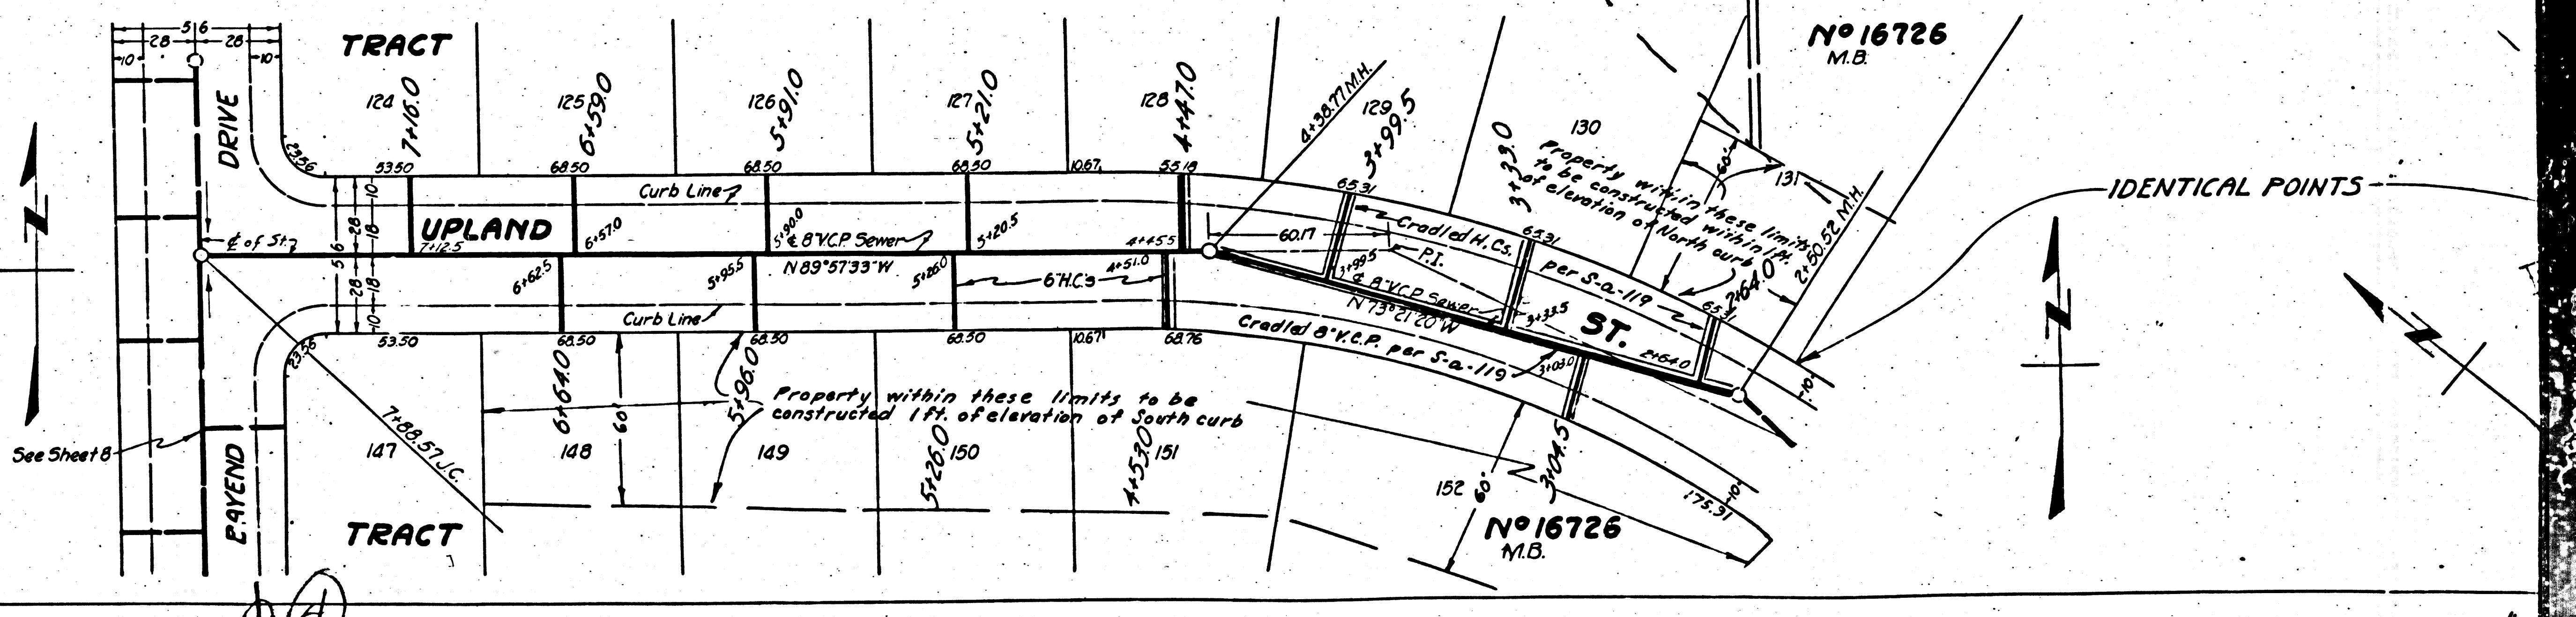 56
28 28
10 10
TRACT
Nº 16726
M.B.
DRIVE
124
7+16.0
125
6+59.0
126
5+91.0
127
5+21.0
128
4+47.0
4+38.77 M.H.
129
3+99.5
3+33.0
130
131
60'
Property within these limits
to be constructed within 1 ft.
of elevation of North curb
23.56
53.50
68.50
68.50
68.50
10.67
55.18
65.31
65.31
65.31
Curb Line
IDENTICAL POINTS
2+50.52 M.H.
2+64.0
Cradled H.Cs.
per S-a-119
10
28
18
56
28
18
10
UPLAND
℄ of St.
7+12.5
6+57.0
5+90.0
℄ 8" V.C.P. Sewer
5+20.5
4+45.5
60.17
P.I.
N 89°57'33" W
6+62.5
5+95.5
5+26.0
6" H.C's
4+51.0
3+99.5
℄ 8" V.C.P. Sewer
N 73°21'20" W
3+33.5
ST.
2+64.0
3+03.0
Curb Line
Cradled 8" V.C.P. per S-a-119
23.56
53.50
68.50
68.50
68.50
10.67
68.76
10
10
175.91
6+64.0
60'
5+96.0
Property within these limits to be
constructed 1 ft. of elevation of South curb
See Sheet 8
7+88.57 J.C.
147
148
149
5+26.0
150
4+53.0
151
152
60'
3+04.5
TRACT
Nº 16726
M.B.
N
N
N
4